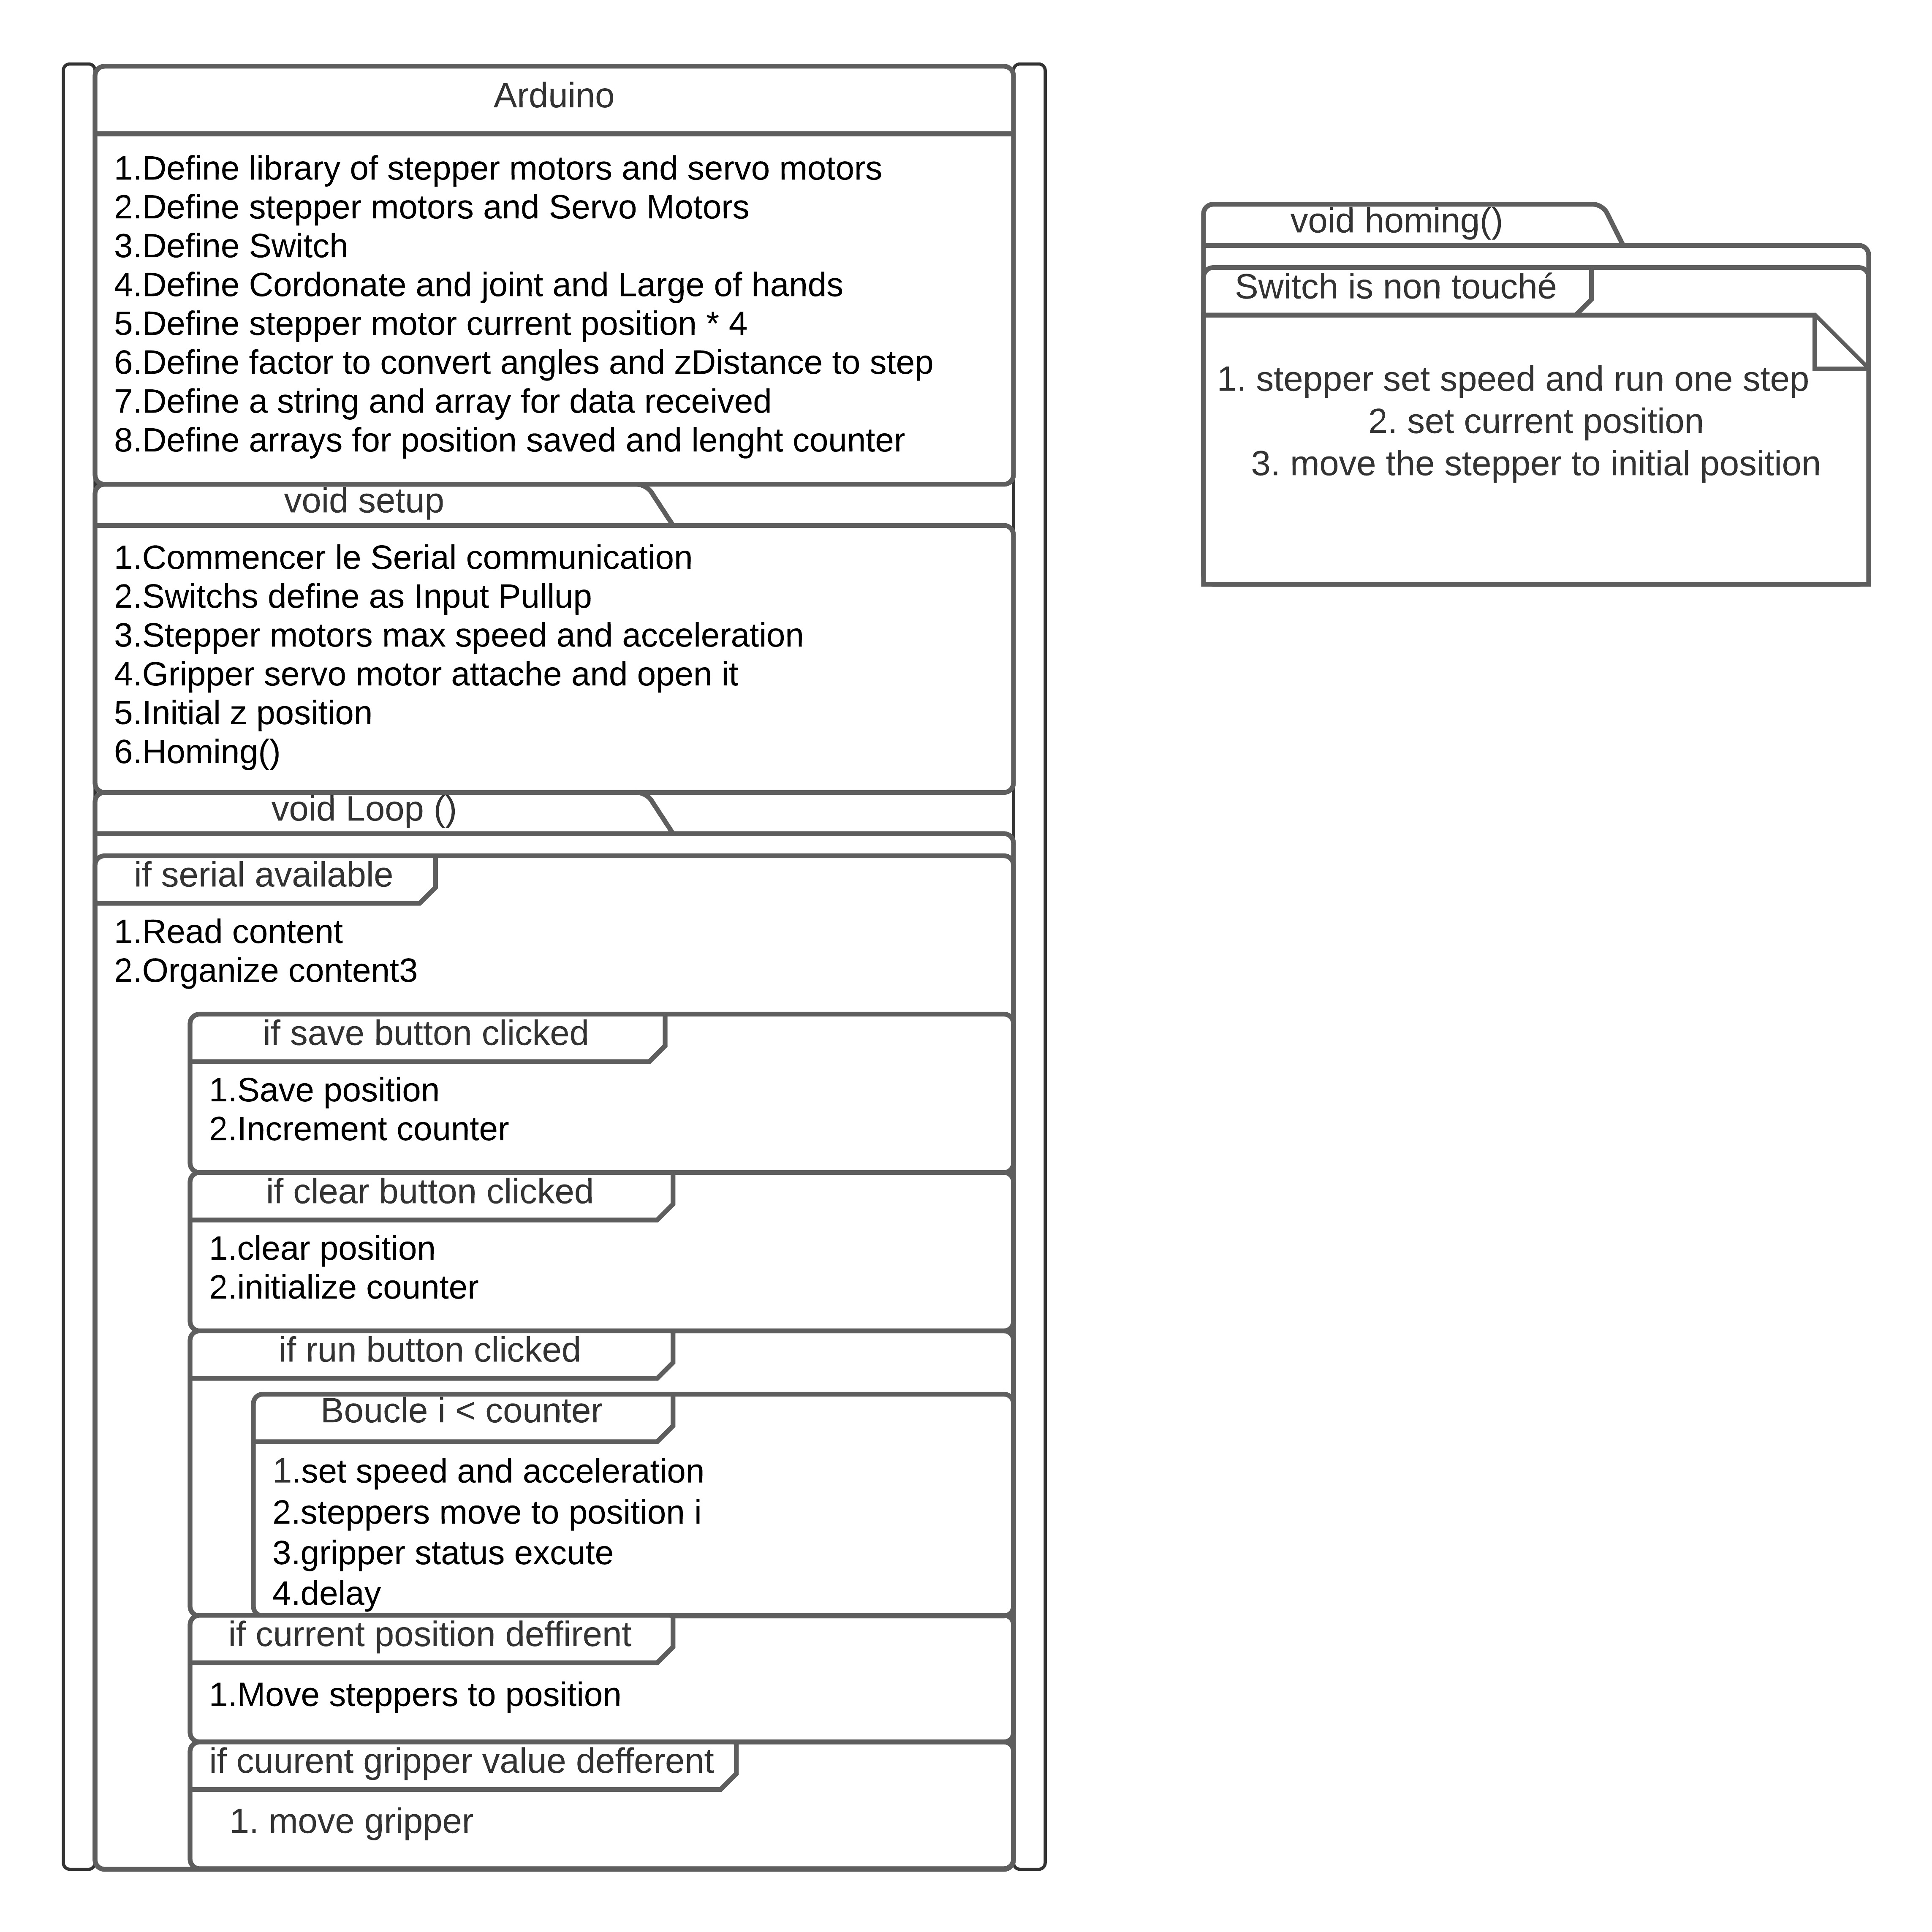 Arduino
1.Define library of stepper motors and servo motors
2.Define stepper motors and Servo Motors
3.Define Switch
4.Define Cordonate and joint and Large of hands
5.Define stepper motor current position * 4
6.Define factor to convert angles and zDistance to step
7.Define a string and array for data received
8.Define arrays for position saved and lenght counter
void setup
1.Commencer le Serial communication
2.Switchs define as Input Pullup
3.Stepper motors max speed and acceleration
4.Gripper servo motor attache and open it
5.Initial z position
6.Homing()
void Loop ()
if serial available
1.Read content
2.Organize content3
if save button clicked
1.Save position
2.Increment counter
if clear button clicked
1.clear position
2.initialize counter
if run button clicked
Boucle i < counter
1.set speed and acceleration
2.steppers move to position i
3.gripper status excute
4.delay
if current position deffirent
1.Move steppers to position
if cuurent gripper value defferent
1. move gripper
void homing()
Switch is non touché
1. stepper set speed and run one step
2. set current position
3. move the stepper to initial position